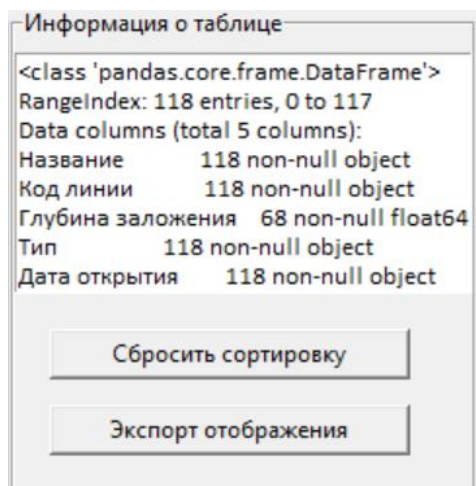 Информация о таблице
<class 'pandas.core.frame.DataFrame'>
RangeIndex: 118 entries, 0 to 117
Data columns (total 5 columns):
Название 118 non-null object
Код линии 118 non-null object
Глубина заложения 68 non-null float64
Тип 118 non-null object
Дата открытия 118 non-null object
Сбросить сортировку
Экспорт отображения